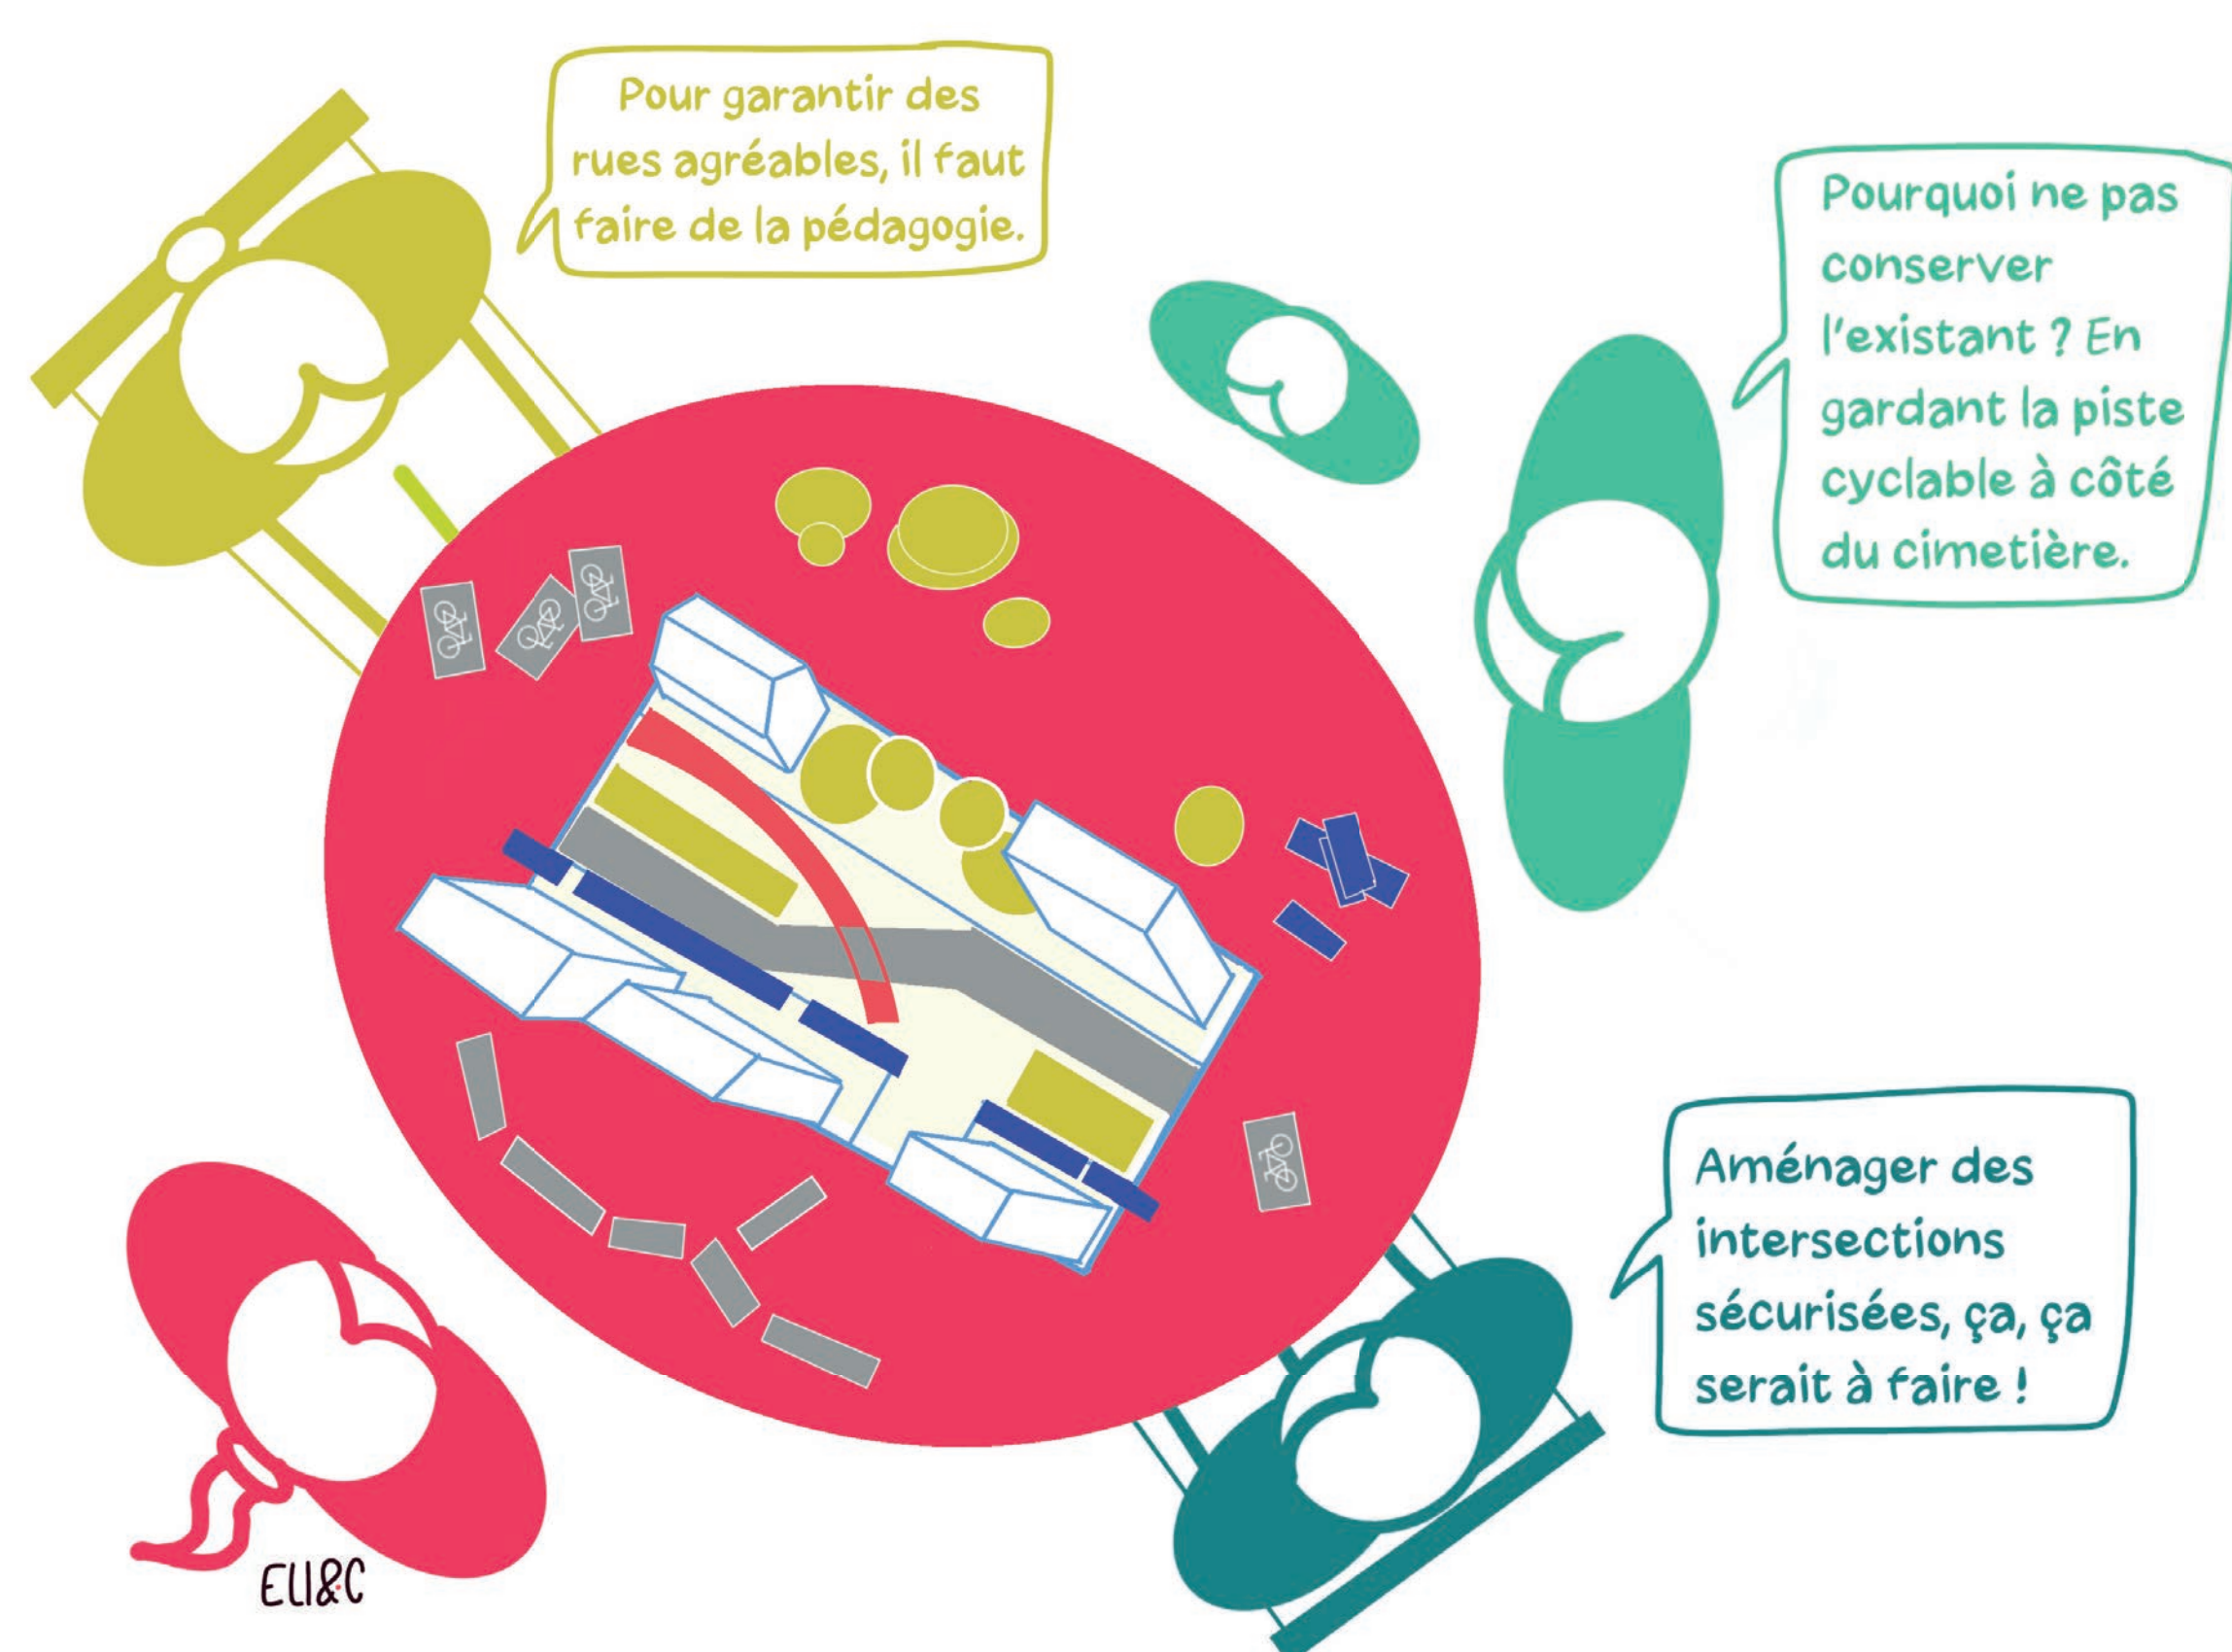 Pour garantir des
rues agréables, il faut
faire de la pédagogie.
Pourquoi ne pas
conserver
l'existant ? En
gardant la piste
cyclable à côté
du cimetière.
Aménager des
intersections
sécurisées, ça, ça
serait à faire !
ELI&C